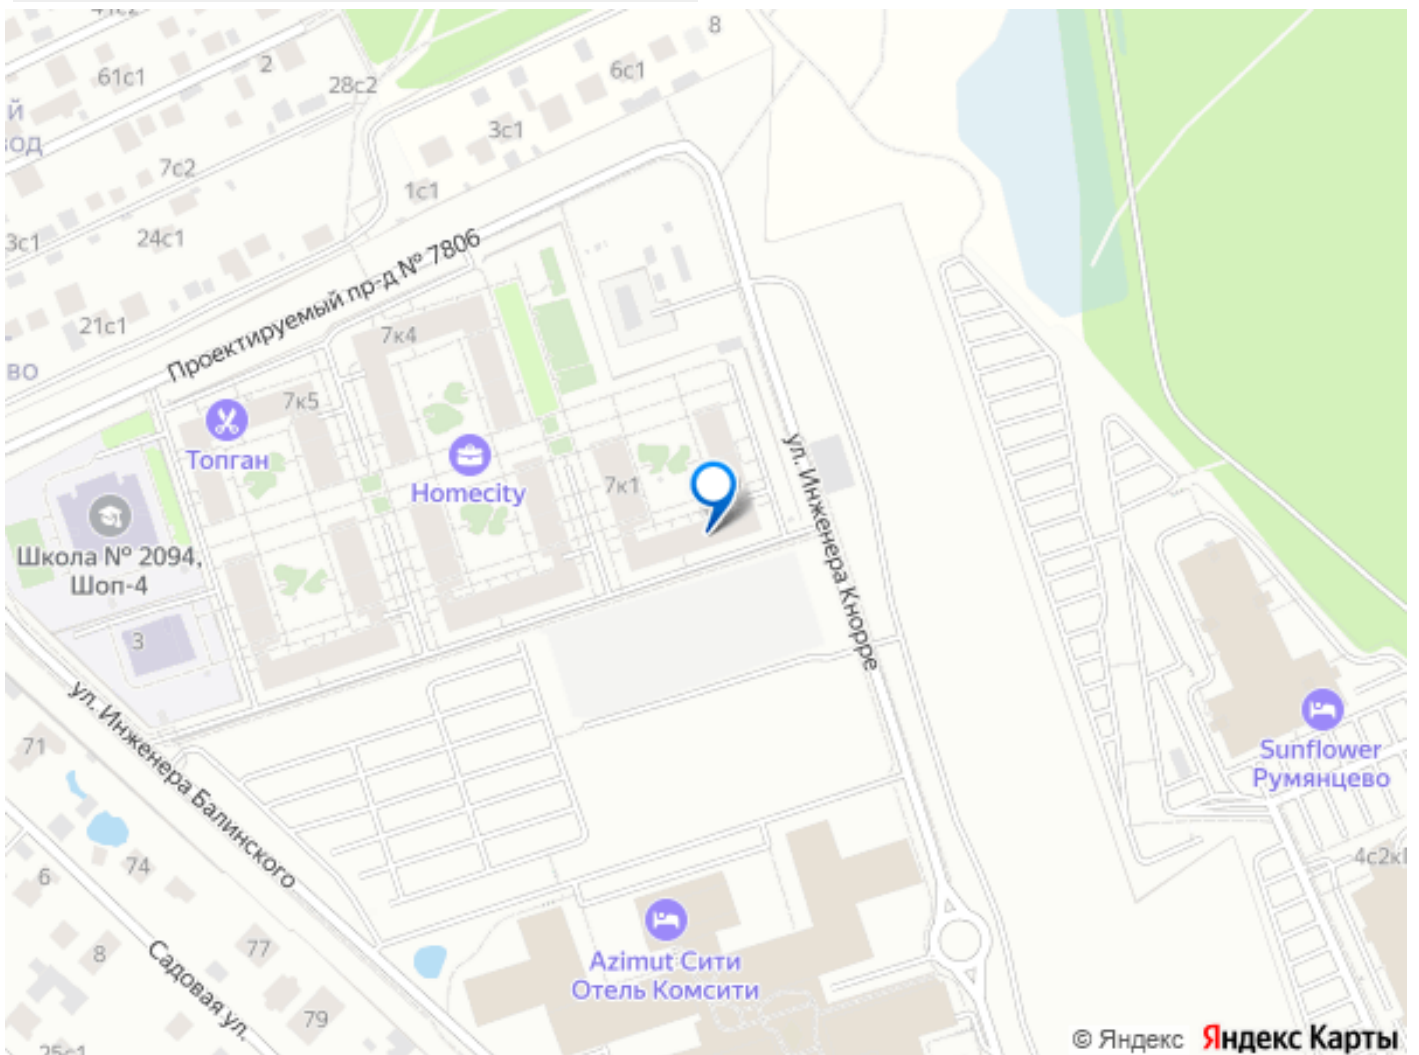 8
61с1
2
6с1
28с2
й
3с1
од
7с2
1с1
24с1
3с1
Проектируемый пр-д № 7806
21с1
7к4
во
7к5
Топган
Homecity
7к1
ул. Инженера Кнорре
Школа № 2094,
Шоп-4
3
ул. Инженера Балинского
71
Sunflower
Румянцево
74
6
77
8
Садовая ул.
Azimut Сити
Отель Комсити
79
© Яндекс Яндекс Карты